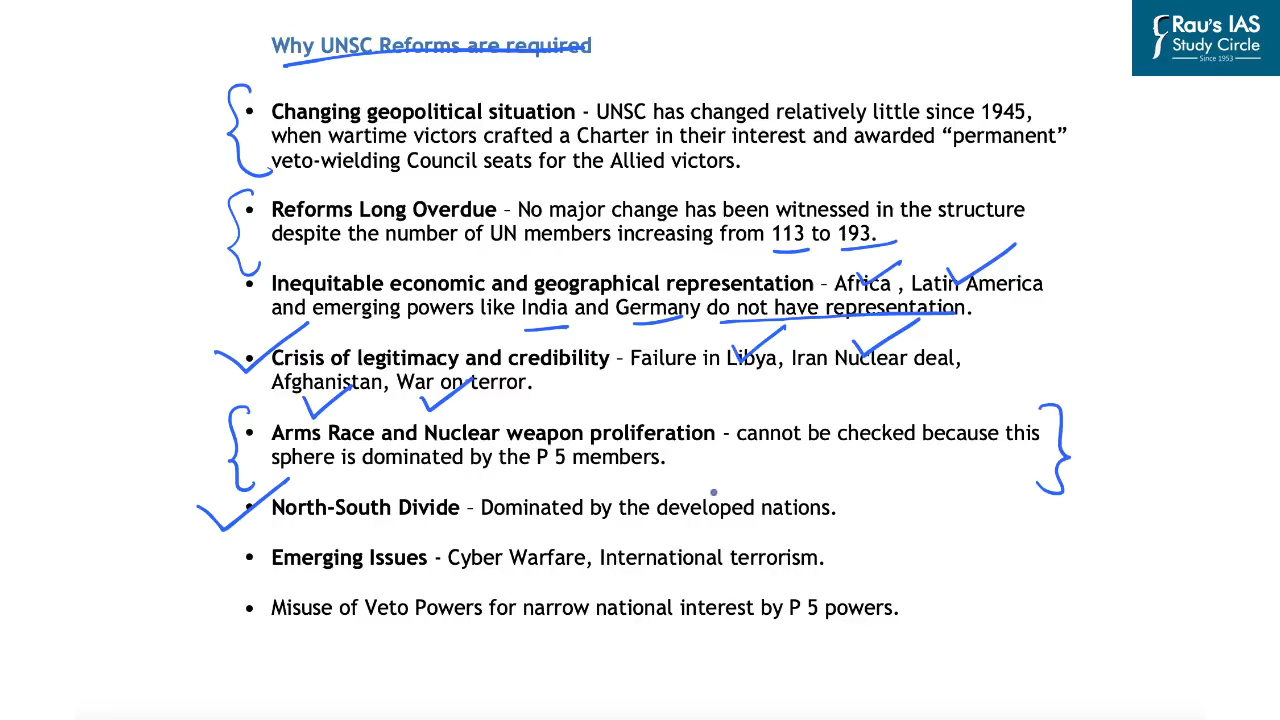 Rau's IAS
Study Circle
Since 1953
Why UNSC Reforms are required
• Changing geopolitical situation - UNSC has changed relatively little since 1945,
when wartime victors crafted a Charter in their interest and awarded “permanent”
veto-wielding Council seats for the Allied victors.
• Reforms Long Overdue – No major change has been witnessed in the structure
despite the number of UN members increasing from 113 to 193.
• Inequitable economic and geographical representation – Africa , Latin America
and emerging powers like India and Germany do not have representation.
• Crisis of legitimacy and credibility – Failure in Libya, Iran Nuclear deal,
Afghanistan, War on terror.
• Arms Race and Nuclear weapon proliferation - cannot be checked because this
sphere is dominated by the P 5 members.
• North-South Divide – Dominated by the developed nations.
• Emerging Issues - Cyber Warfare, International terrorism.
• Misuse of Veto Powers for narrow national interest by P 5 powers.